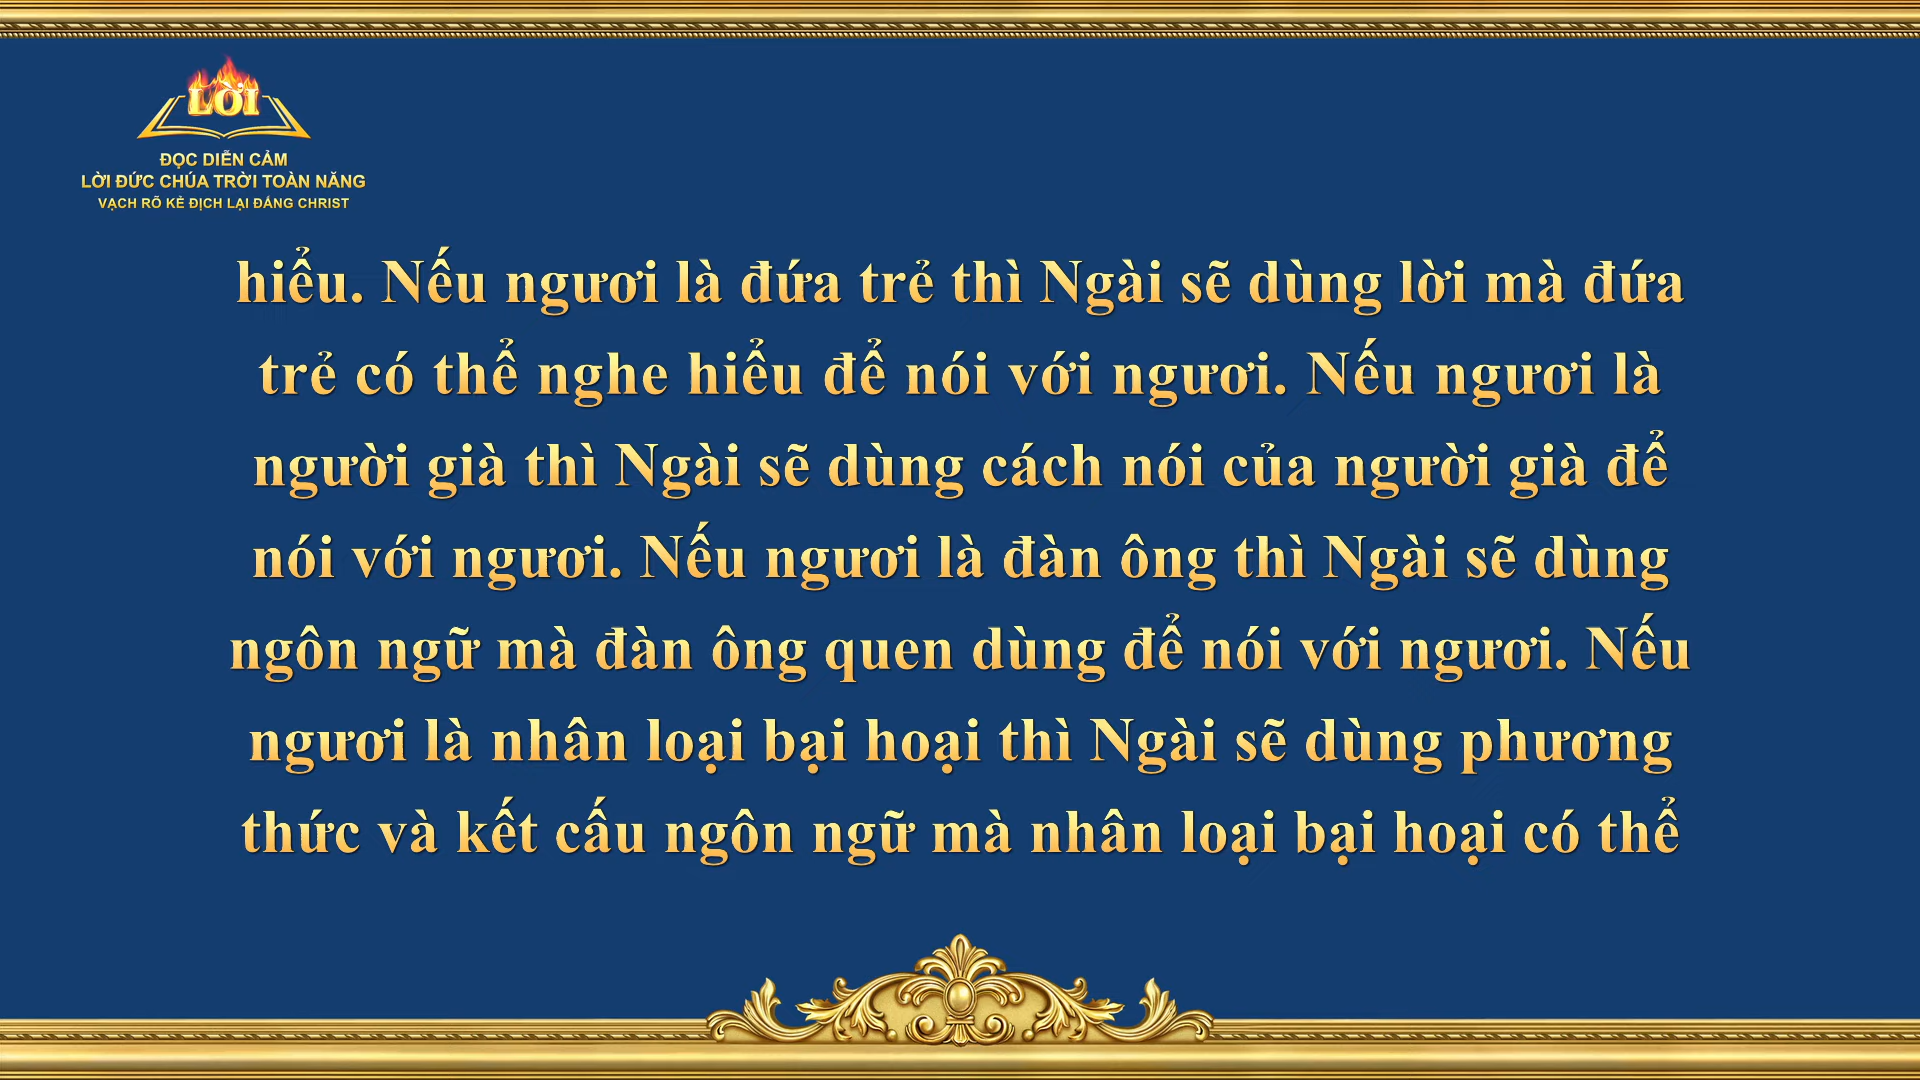 LỜI
ĐỌC DIỄN CẢM
LỜI ĐỨC CHÚA TRỜI TOÀN NĂNG
VẠCH RÕ KẺ ĐỊCH LẠI ĐẤNG CHRIST
hiểu. Nếu ngươi là đứa trẻ thì Ngài sẽ dùng lời mà đứa
trẻ có thể nghe hiểu để nói với ngươi. Nếu ngươi là
người già thì Ngài sẽ dùng cách nói của người già để
nói với ngươi. Nếu ngươi là đàn ông thì Ngài sẽ dùng
ngôn ngữ mà đàn ông quen dùng để nói với ngươi. Nếu
ngươi là nhân loại bại hoại thì Ngài sẽ dùng phương
thức và kết cấu ngôn ngữ mà nhân loại bại hoại có thể